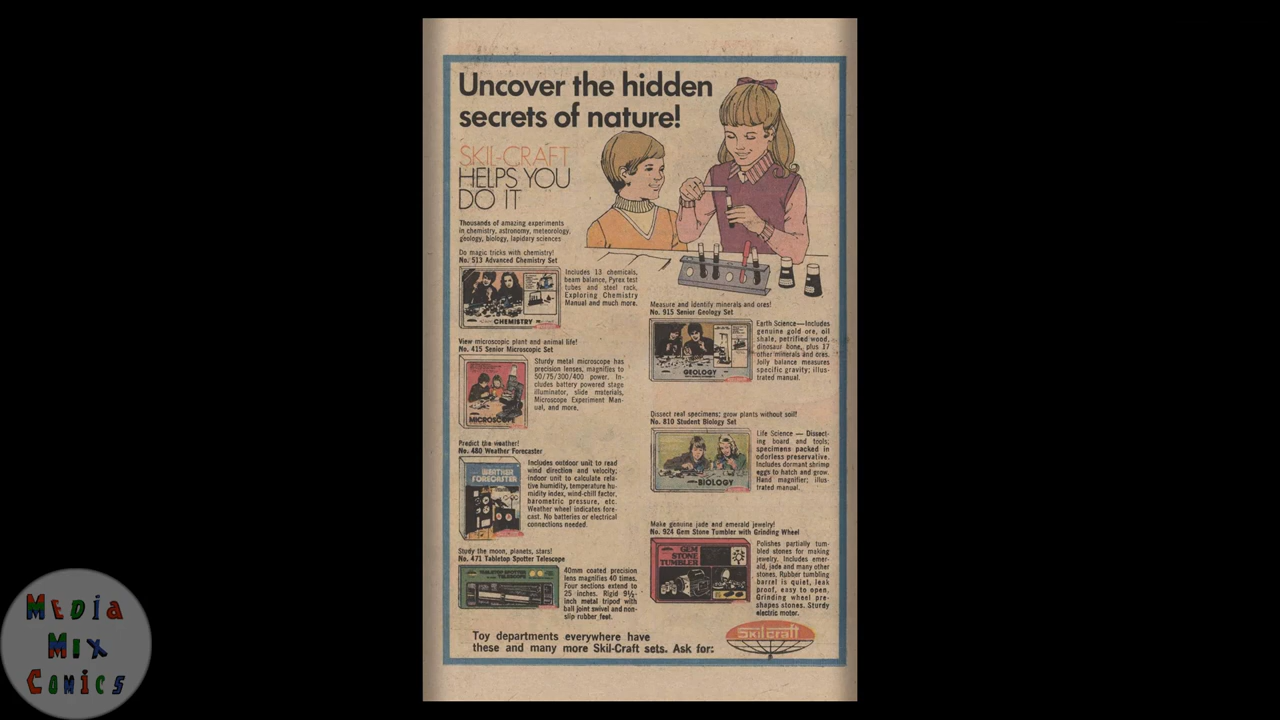 Uncover the hidden
secrets of nature!
SKIL-CRAFT
HELPS YOU
DO IT
Thousands of amazing experiments
in chemistry, astronomy, meteorology,
geology, biology, lapidary sciences
Do magic tricks with chemistry!
No. 513 Advanced Chemistry Set
Includes 13 chemicals,
beam balance, Pyrex test
tubes and steel rack,
Exploring Chemistry
Manual and much more.
CHEMISTRY
View microscopic plant and animal life!
No. 415 Senior Microscopic Set
Sturdy metal microscope has
precision lenses, magnifies to
50/75/300/400 power. In-
cludes battery powered stage
illuminator, slide materials,
Microscope Experiment Man-
ual, and more.
MICROSCOPE
Predict the weather!
No. 480 Weather Forecaster
Includes outdoor unit to read
wind direction and velocity;
indoor unit to calculate rela-
tive humidity, temperature hu-
midity index, wind-chill factor,
barometric pressure, etc.
Weather wheel indicates fore-
cast. No batteries or electrical
connections needed.
WEATHER
FORECASTER
Study the moon, planets, stars!
No. 471 Tabletop Spotter Telescope
40mm coated precision
lens magnifies 40 times.
Four sections extend to
25 inches. Rigid 9½-
inch metal tripod with
ball joint swivel and non-
slip rubber feet.
TABLETOP SPOTTER
TELESCOPE
Measure and identify minerals and ores!
No. 915 Senior Geology Set
Earth Science—Includes
genuine gold ore, oil
shale, petrified wood,
dinosaur bone, plus 17
other minerals and ores.
Jolly balance measures
specific gravity; illus-
trated manual.
GEOLOGY
Dissect real specimens; grow plants without soil!
No. 810 Student Biology Set
Life Science — Dissect-
ing board and tools;
specimens packed in
odorless preservative.
Includes dormant shrimp
eggs to hatch and grow.
Hand magnifier; illus-
trated manual.
BIOLOGY
Make genuine jade and emerald jewelry!
No. 924 Gem Stone Tumbler with Grinding Wheel
Polishes partially tum-
bled stones for making
jewelry. Includes emer-
ald, jade and many other
stones. Rubber tumbling
barrel is quiet, leak
proof, easy to open.
Grinding wheel pre-
shapes stones. Sturdy
electric motor.
GEM
STONE
TUMBLER
Toy departments everywhere have
these and many more Skil-Craft sets. Ask for:
Skilcraft
MEDIA
MIX
COMICS